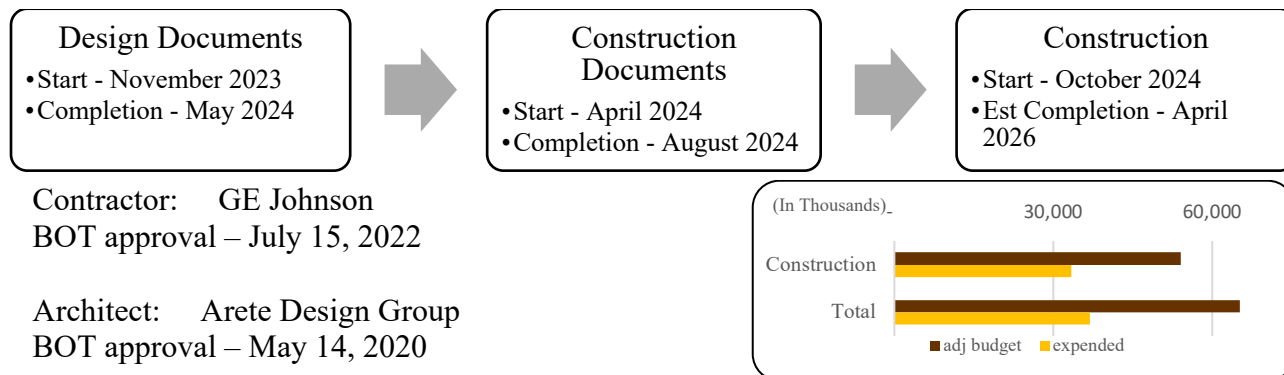 Design Documents
•Start - November 2023
•Completion - May 2024
Construction
Documents
•Start - April 2024
•Completion - August 2024
Construction
•Start - October 2024
•Est Completion - April
2026
Contractor: GE Johnson
BOT approval – July 15, 2022
Architect: Arete Design Group
BOT approval – May 14, 2020
(In Thousands) - 30,000 60,000
Construction
Total
adj budget expended